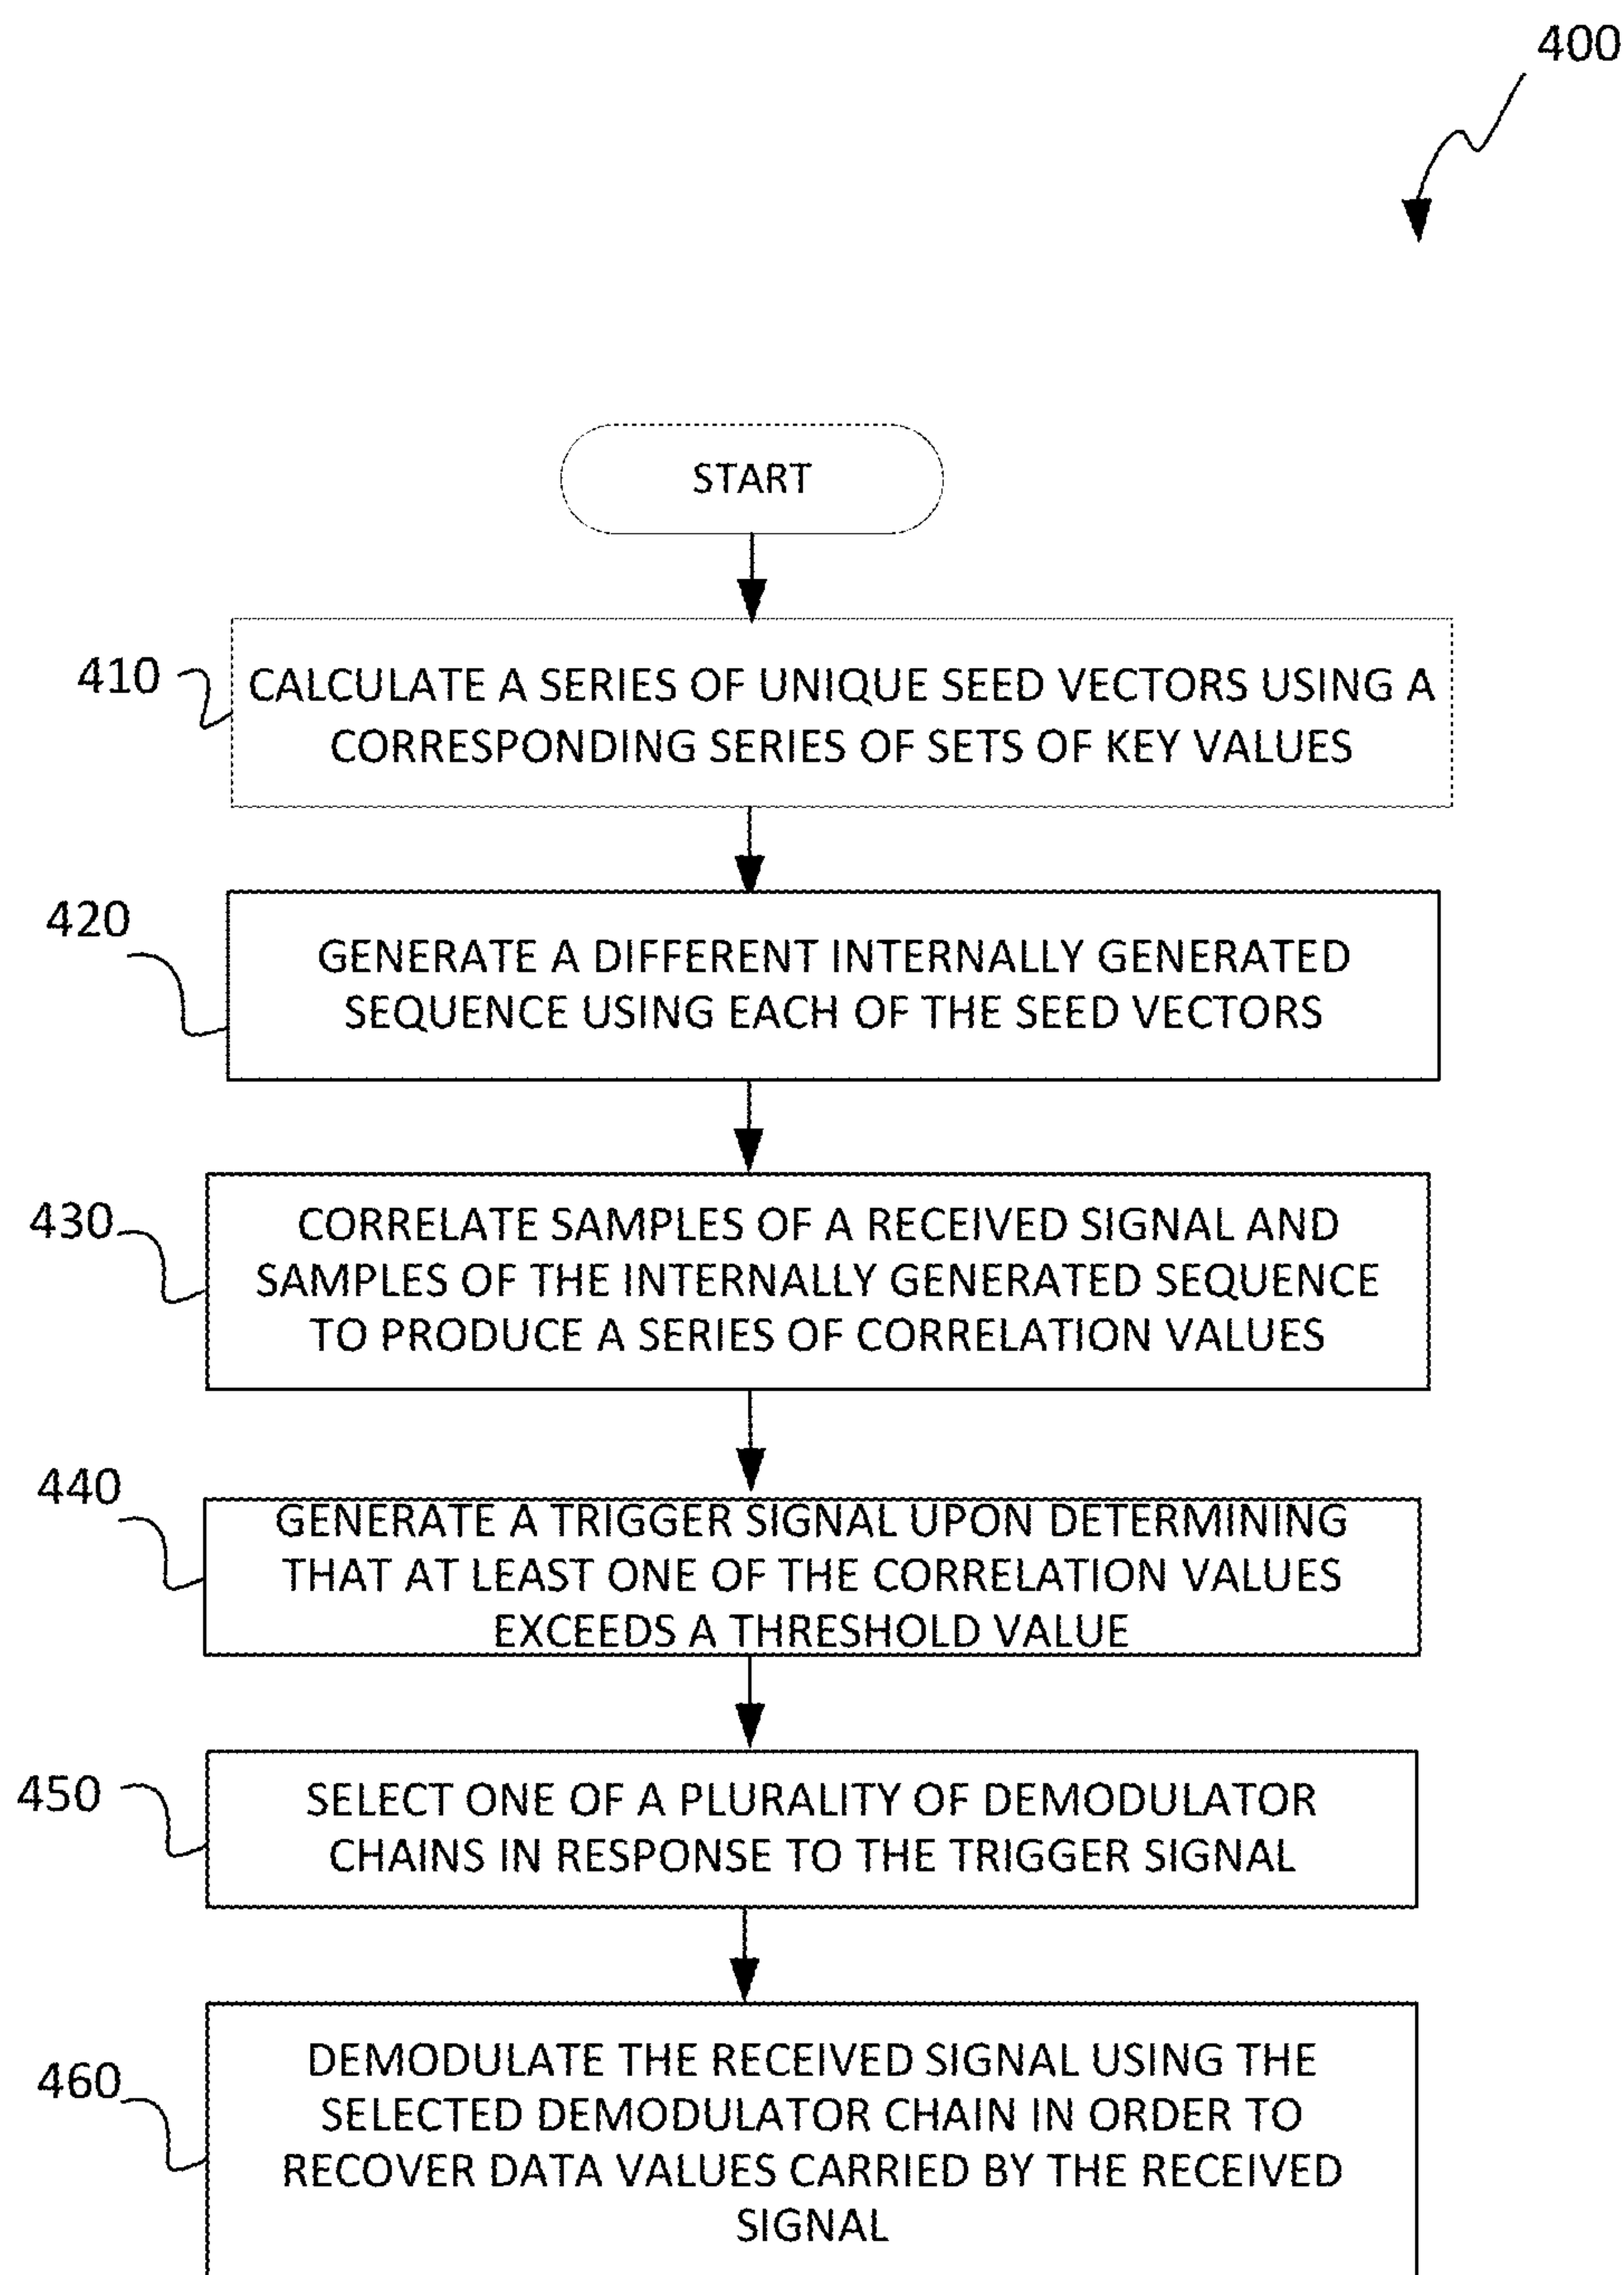 400
START
410
CALCULATE A SERIES OF UNIQUE SEED VECTORS USING A
CORRESPONDING SERIES OF SETS OF KEY VALUES
420
GENERATE A DIFFERENT INTERNALLY GENERATED
SEQUENCE USING EACH OF THE SEED VECTORS
430
CORRELATE SAMPLES OF A RECEIVED SIGNAL AND
SAMPLES OF THE INTERNALLY GENERATED SEQUENCE
TO PRODUCE A SERIES OF CORRELATION VALUES
440
GENERATE A TRIGGER SIGNAL UPON DETERMINING
THAT AT LEAST ONE OF THE CORRELATION VALUES
EXCEEDS A THRESHOLD VALUE
450
SELECT ONE OF A PLURALITY OF DEMODULATOR
CHAINS IN RESPONSE TO THE TRIGGER SIGNAL
460
DEMODULATE THE RECEIVED SIGNAL USING THE
SELECTED DEMODULATOR CHAIN IN ORDER TO
RECOVER DATA VALUES CARRIED BY THE RECEIVED
SIGNAL